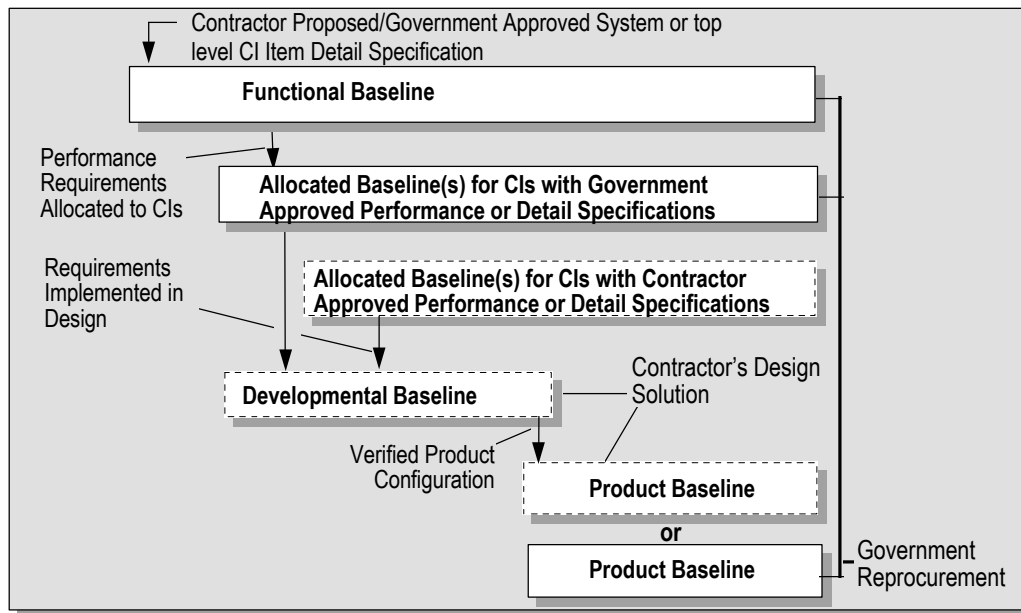 Contractor Proposed/Government Approved System or top
level CI Item Detail Specification
Functional Baseline
Performance
Requirements
Allocated to CIs
Allocated Baseline(s) for CIs with Government
Approved Performance or Detail Specifications
Requirements
Implemented in
Design
Allocated Baseline(s) for CIs with Contractor
Approved Performance or Detail Specifications
Developmental Baseline
Contractor’s Design
Solution
Verified Product
Configuration
Product Baseline
or
Product Baseline
Government
Reprocurement